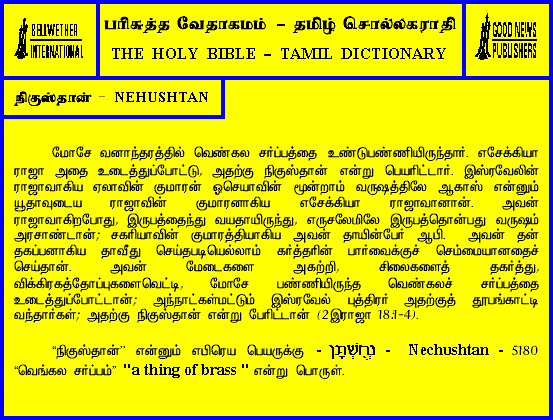 BELLWETHER
INTERNATIONAL
பரிசுத்த வேதாகமம் – தமிழ் சொல்லகராதி
THE HOLY BIBLE – TAMIL DICTIONARY
GOOD NEWS
PUBLISHERS
நிகுஸ்தான் – NEHUSHTAN
மோசே வனாந்தரத்தில் வெண்கல சர்ப்பத்தை உண்டுபண்ணியிருந்தார். எசேக்கியா
ராஜா அதை உடைத்துப்போட்டு, அதற்கு நிகுஸ்தான் என்று பெயரிட்டார். இஸ்ரவேலின்
ராஜாவாகிய ஏலாவின் குமாரன் ஓசெயாவின் மூன்றாம் வருஷத்திலே ஆகாஸ் என்னும்
யூதாவுடைய ராஜாவின் குமாரனாகிய எசேக்கியா ராஜாவானான். அவன்
ராஜாவாகிறபோது, இருபத்தைந்து வயதாயிருந்து, எருசலேமிலே இருபத்தொன்பது வருஷம்
அரசாண்டான்; சகரியாவின் குமாரத்தியாகிய அவன் தாயின்பேர் ஆபி. அவன் தன்
தகப்பனாகிய தாவீது செய்தபடியெல்லாம் கர்த்தரின் பார்வைக்குச் செம்மையானதைச்
செய்தான். அவன் மேடைகளை அகற்றி, சிலைகளைத் தகர்த்து,
விக்கிரகத்தோப்புகளைவெட்டி, மோசே பண்ணியிருந்த வெண்கலச் சர்ப்பத்தை
உடைத்துப்போட்டான்; அந்நாட்கள்மட்டும் இஸ்ரவேல் புத்திரர் அதற்குத் தூபங்காட்டி
வந்தார்கள்; அதற்கு நிகுஸ்தான் என்று பேரிட்டான் (2இராஜா 18:1-4).
“நிகுஸ்தான்” என்னும் எபிரெய பெயருக்கு - נְחֻשְׁתָּן - Nechushtan - 5180
“வெங்கல சர்ப்பம்” "a thing of brass " என்று பொருள்.